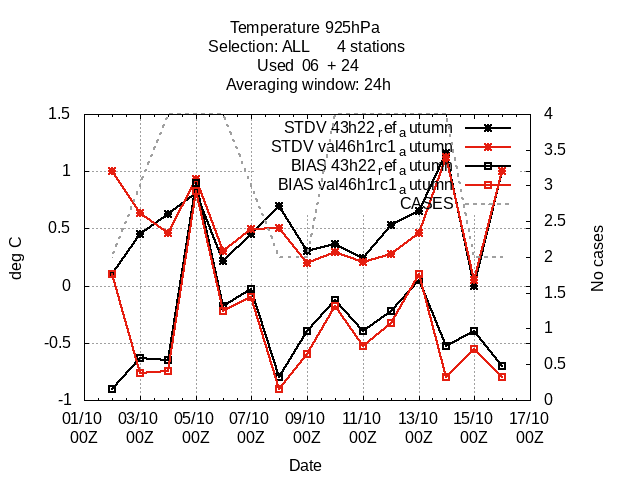 Temperature 925hPa
Selection: ALL 4 stations
Used 06 + 24
Averaging window: 24h
STDV 43h22ref_autumn
STDV val46h1rc1_autumn
BIAS 43h22ref_autumn
BIAS val46h1rc1_autumn
CASES
1.5
1
0.5
0
-0.5
-1
deg C
4
3.5
3
2.5
2
1.5
1
0.5
0
No cases
01/10 03/10 05/10 07/10 09/10 11/10 13/10 15/10 17/10
00Z 00Z 00Z 00Z 00Z 00Z 00Z 00Z 00Z
Date